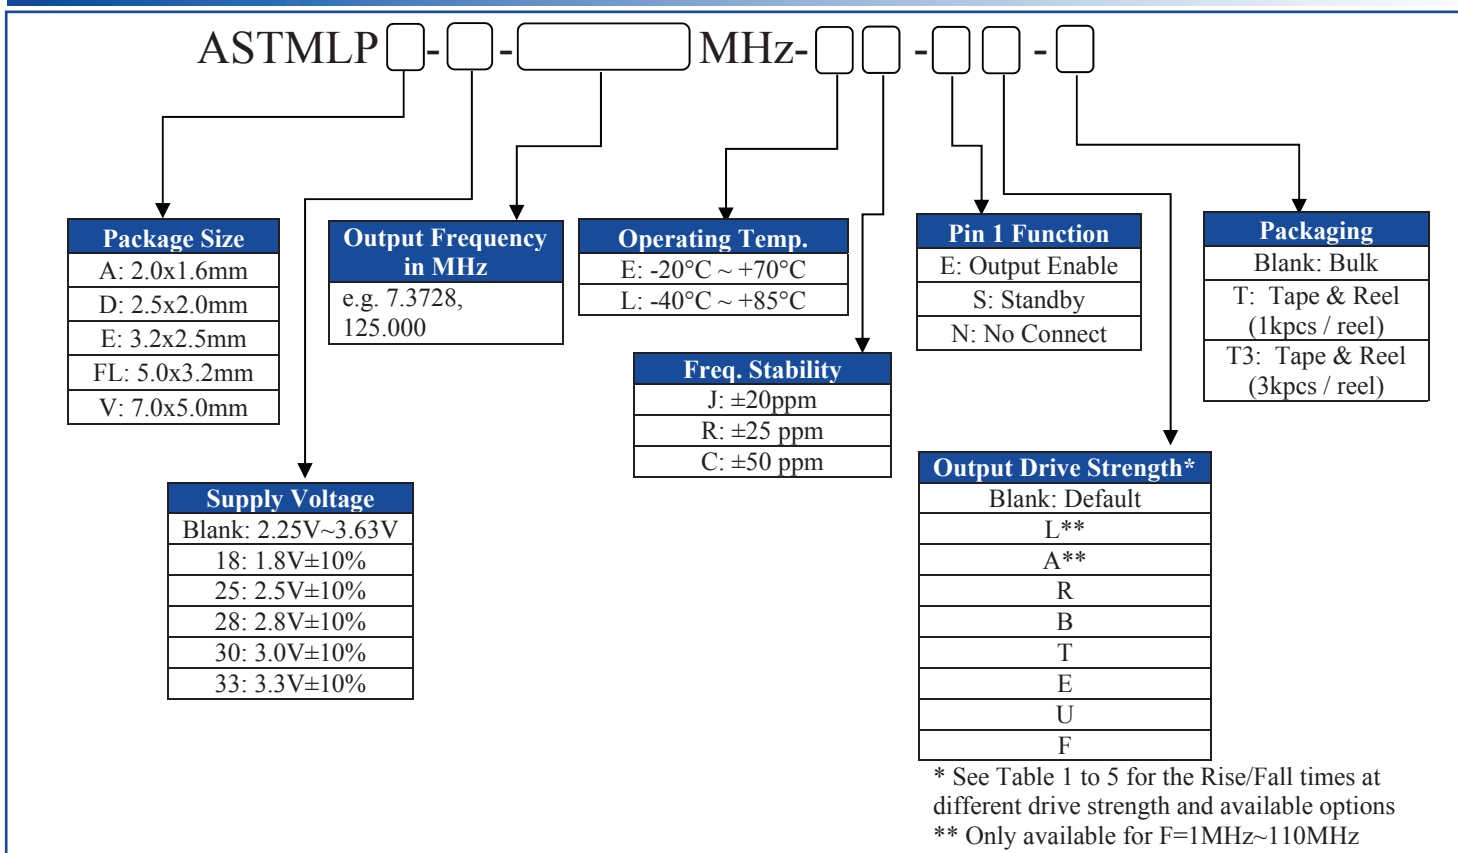 ASTMLP - - MHz- - -
Package Size
A: 2.0x1.6mm
D: 2.5x2.0mm
E: 3.2x2.5mm
FL: 5.0x3.2mm
V: 7.0x5.0mm
Supply Voltage
Blank: 2.25V~3.63V
18: 1.8V±10%
25: 2.5V±10%
28: 2.8V±10%
30: 3.0V±10%
33: 3.3V±10%
Output Frequency
in MHz
e.g. 7.3728,
125.000
Operating Temp.
E: -20°C ~ +70°C
L: -40°C ~ +85°C
Freq. Stability
J: ±20ppm
R: ±25 ppm
C: ±50 ppm
Pin 1 Function
E: Output Enable
S: Standby
N: No Connect
Output Drive Strength*
Blank: Default
L**
A**
R
B
T
E
U
F
* See Table 1 to 5 for the Rise/Fall times at
different drive strength and available options
** Only available for F=1MHz~110MHz
Packaging
Blank: Bulk
T: Tape & Reel
(1kpcs / reel)
T3: Tape & Reel
(3kpcs / reel)